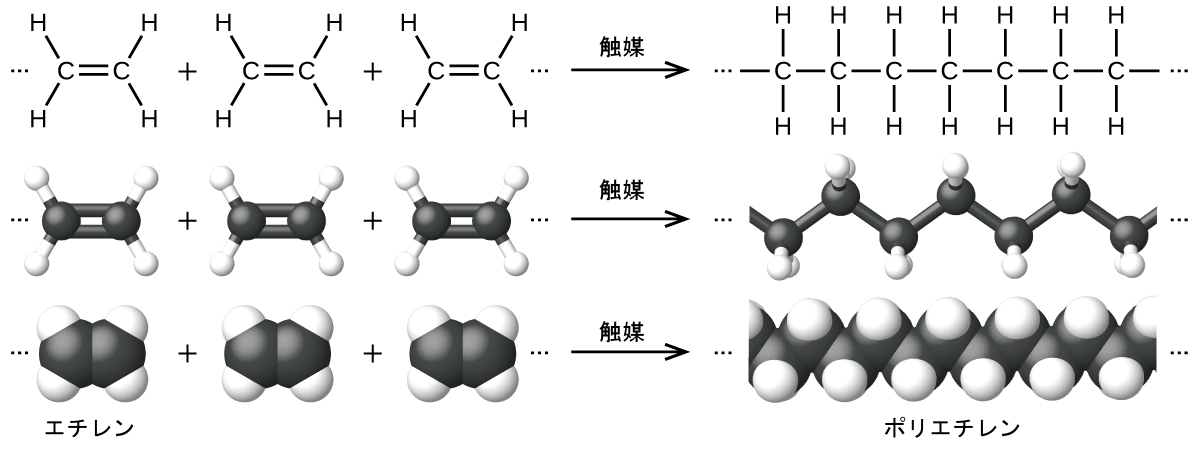 H H H H H H H H H H H H H
… C C + C C + C C … 触媒 … C C C C C C C …
H H H H H H H H H H H H H
… + + … 触媒 … …
… + + … 触媒 … …
エチレン ポリエチレン